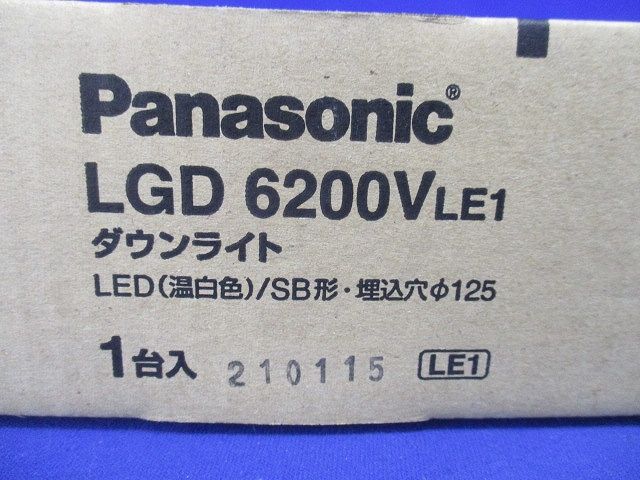 Panasonic®
LGD 6200VLE1
ダウンライト
LED(温白色)/SB形・埋込穴φ125
1台入 210115 LE1